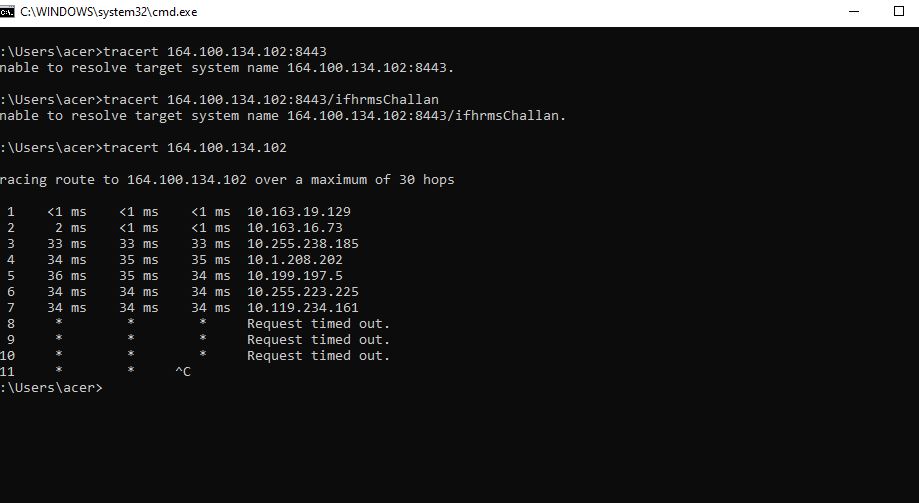 C:\WINDOWS\system32\cmd.exe
:\Users\acer>tracert 164.100.134.102:8443
nable to resolve target system name 164.100.134.102:8443.
:\Users\acer>tracert 164.100.134.102:8443/ifhrmsChallan
nable to resolve target system name 164.100.134.102:8443/ifhrmsChallan.
:\Users\acer>tracert 164.100.134.102
racing route to 164.100.134.102 over a maximum of 30 hops
1 <1 ms <1 ms <1 ms 10.163.19.129
2 2 ms <1 ms <1 ms 10.163.16.73
3 33 ms 33 ms 33 ms 10.255.238.185
4 34 ms 35 ms 35 ms 10.1.208.202
5 36 ms 35 ms 34 ms 10.199.197.5
6 34 ms 34 ms 34 ms 10.255.223.225
7 34 ms 34 ms 34 ms 10.119.234.161
8 * * * Request timed out.
9 * * * Request timed out.
10 * * * Request timed out.
11 * * ^C
:\Users\acer>